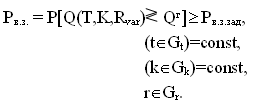 Pв.з. = P[Q(T,K,Rvar)≷ Qʳ]≥Pв.з.зад,
(t∈Gt)=const,
(k∈Gk)=const,
r∈Gr.